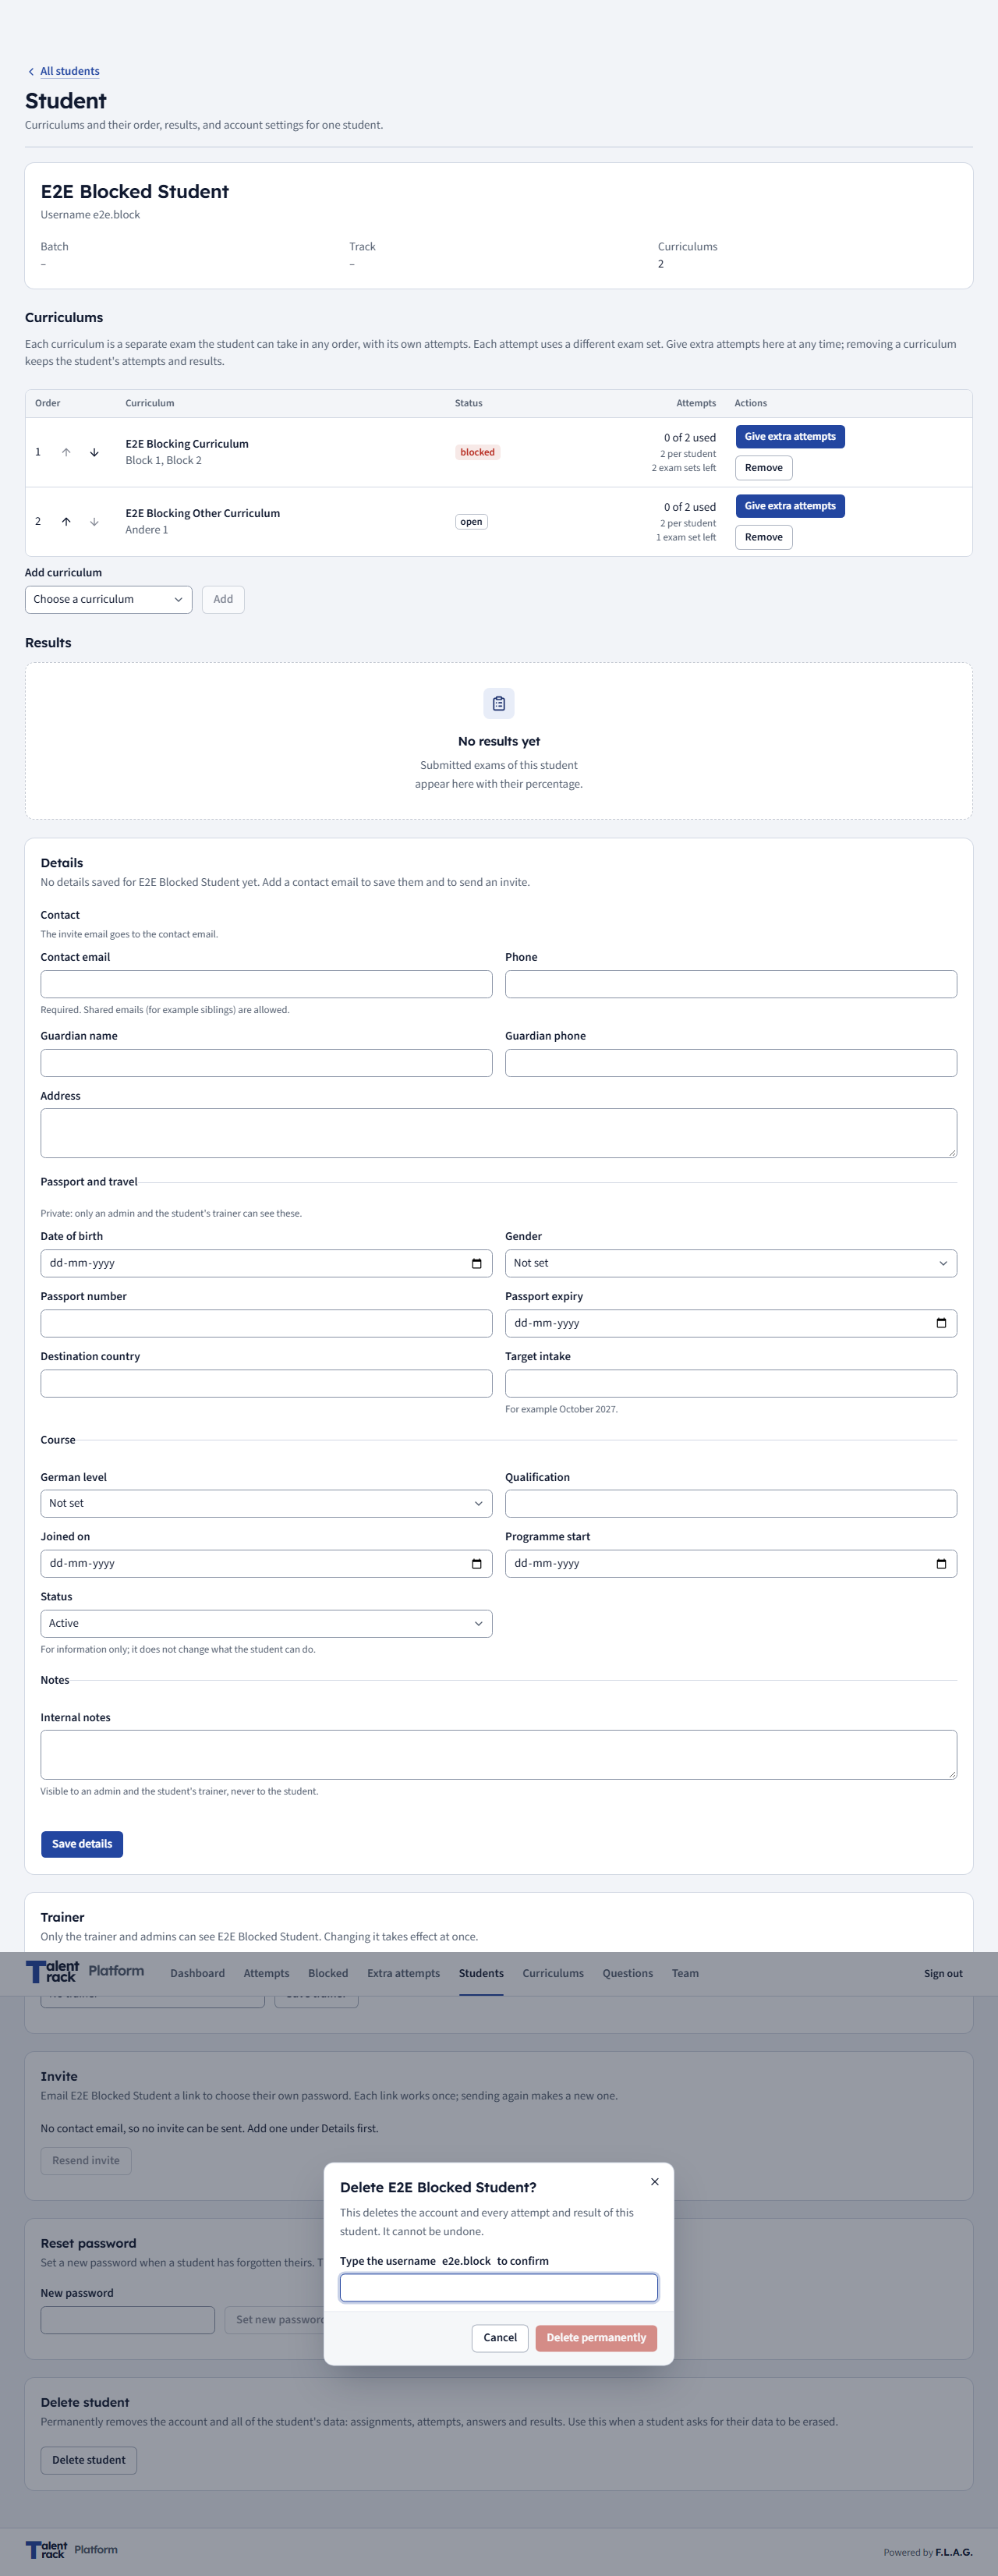 All students
Student
Curriculums and their order, results, and account settings for one student.
E2E Blocked Student
Username e2e.block
Batch Track Curriculums
– – 2
Curriculums
Each curriculum is a separate exam the student can take in any order, with its own attempts. Each attempt uses a different exam set. Give extra attempts here at any time; removing a curriculum
keeps the student's attempts and results.
Order Curriculum Status Attempts Actions
1 E2E Blocking Curriculum blocked 0 of 2 used Give extra attempts
Block 1, Block 2 2 per student
2 exam sets left Remove
2 E2E Blocking Other Curriculum open 0 of 2 used Give extra attempts
Andere 1 2 per student
1 exam set left Remove
Add curriculum
Choose a curriculum Add
Results
No results yet
Submitted exams of this student
appear here with their percentage.
Details
No details saved for E2E Blocked Student yet. Add a contact email to save them and to send an invite.
Contact
The invite email goes to the contact email.
Contact email Phone
Required. Shared emails (for example siblings) are allowed.
Guardian name Guardian phone
Address
Passport and travel
Private: only an admin and the student's trainer can see these.
Date of birth Gender
dd-mm-yyyy Not set
Passport number Passport expiry
dd-mm-yyyy
Destination country Target intake
For example October 2027.
Course
German level Qualification
Not set
Joined on Programme start
dd-mm-yyyy dd-mm-yyyy
Status
Active
For information only; it does not change what the student can do.
Notes
Internal notes
Visible to an admin and the student's trainer, never to the student.
Save details
Trainer
Only the trainer and admins can see E2E Blocked Student. Changing it takes effect at once.
Talent rack Platform Dashboard Attempts Blocked Extra attempts Students Curriculums Questions Team Sign out
Invite
Email E2E Blocked Student a link to choose their own password. Each link works once; sending again makes a new one.
No contact email, so no invite can be sent. Add one under Details first.
Resend invite
Delete E2E Blocked Student?
This deletes the account and every attempt and result of this
student. It cannot be undone.
Type the username e2e.block to confirm
Cancel Delete permanently
Reset password
Set a new password when a student has forgotten theirs.
New password
Set new password
Delete student
Permanently removes the account and all of the student's data: assignments, attempts, answers and results. Use this when a student asks for their data to be erased.
Delete student
Talent rack Platform Powered by F.L.A.G.